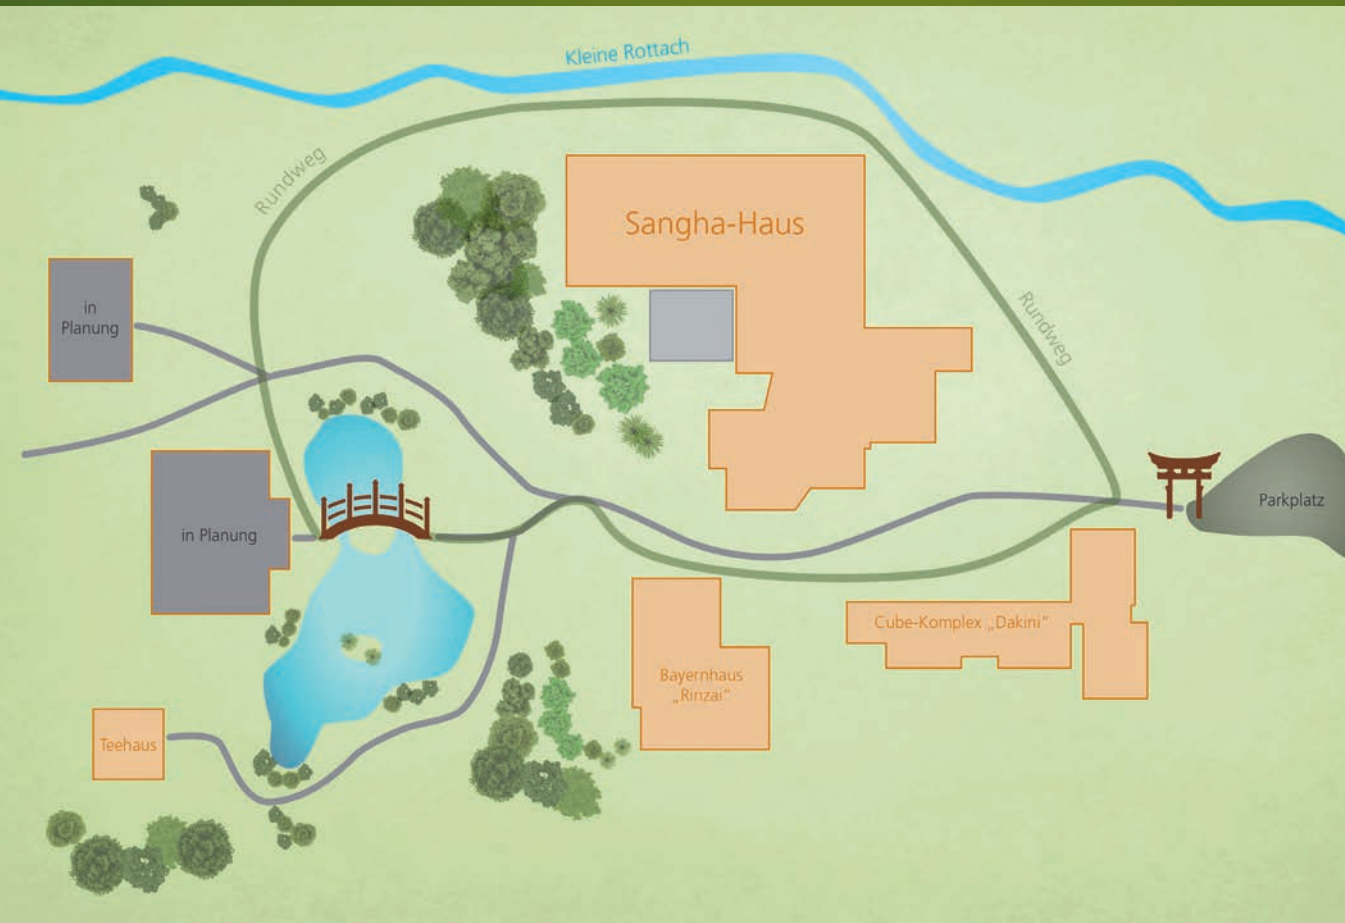 Kleine Rottach
Rundweg
Sangha-Haus
in
Planung
Rundweg
Parkplatz
in Planung
Cube-Komplex „Dakini“
Bayernhaus
„Rinzai“
Teehaus